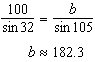 100/sin 32 = b/sin 105
b ≈ 182.3